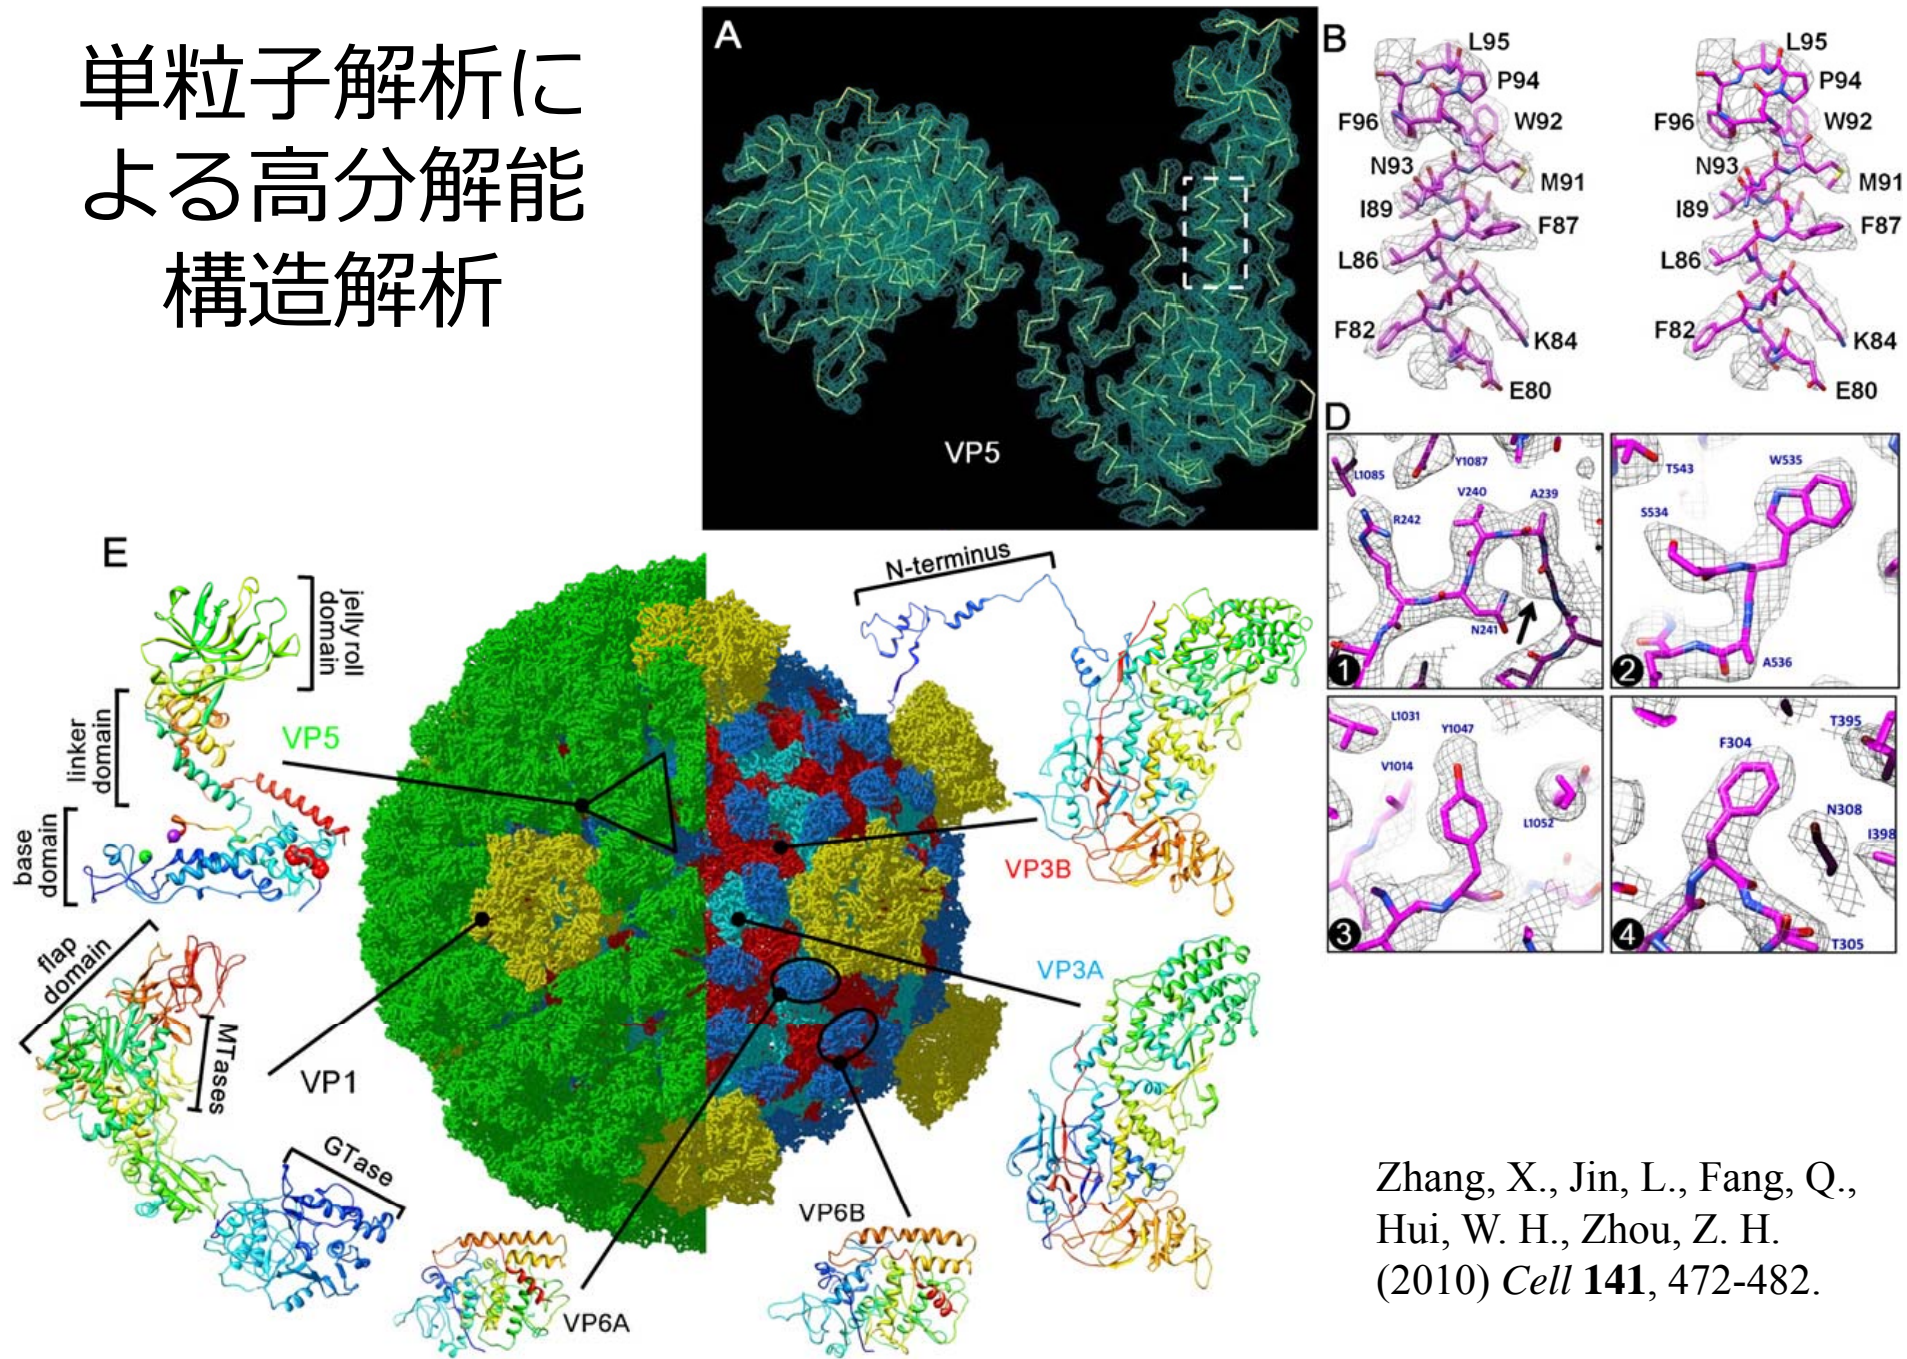 単粒子解析に
よる高分解能
構造解析
A
VP5
B
L95
P94
F96
W92
N93
M91
I89
F87
L86
F82
K84
E80
L95
P94
F96
W92
N93
M91
I89
F87
L86
F82
K84
E80
D
L1085
Y1087
V240
A239
R242
N241
1
T543
W535
S534
A536
2
L1031
Y1047
V1014
L1052
3
T395
F304
N308
I398
T305
4
E
jelly roll
domain
linker
domain
base
domain
VP5
N-terminus
VP3B
VP3A
flap
domain
MTases
VP1
GTase
VP6A
VP6B
Zhang, X., Jin, L., Fang, Q.,
Hui, W. H., Zhou, Z. H.
(2010) Cell 141, 472-482.